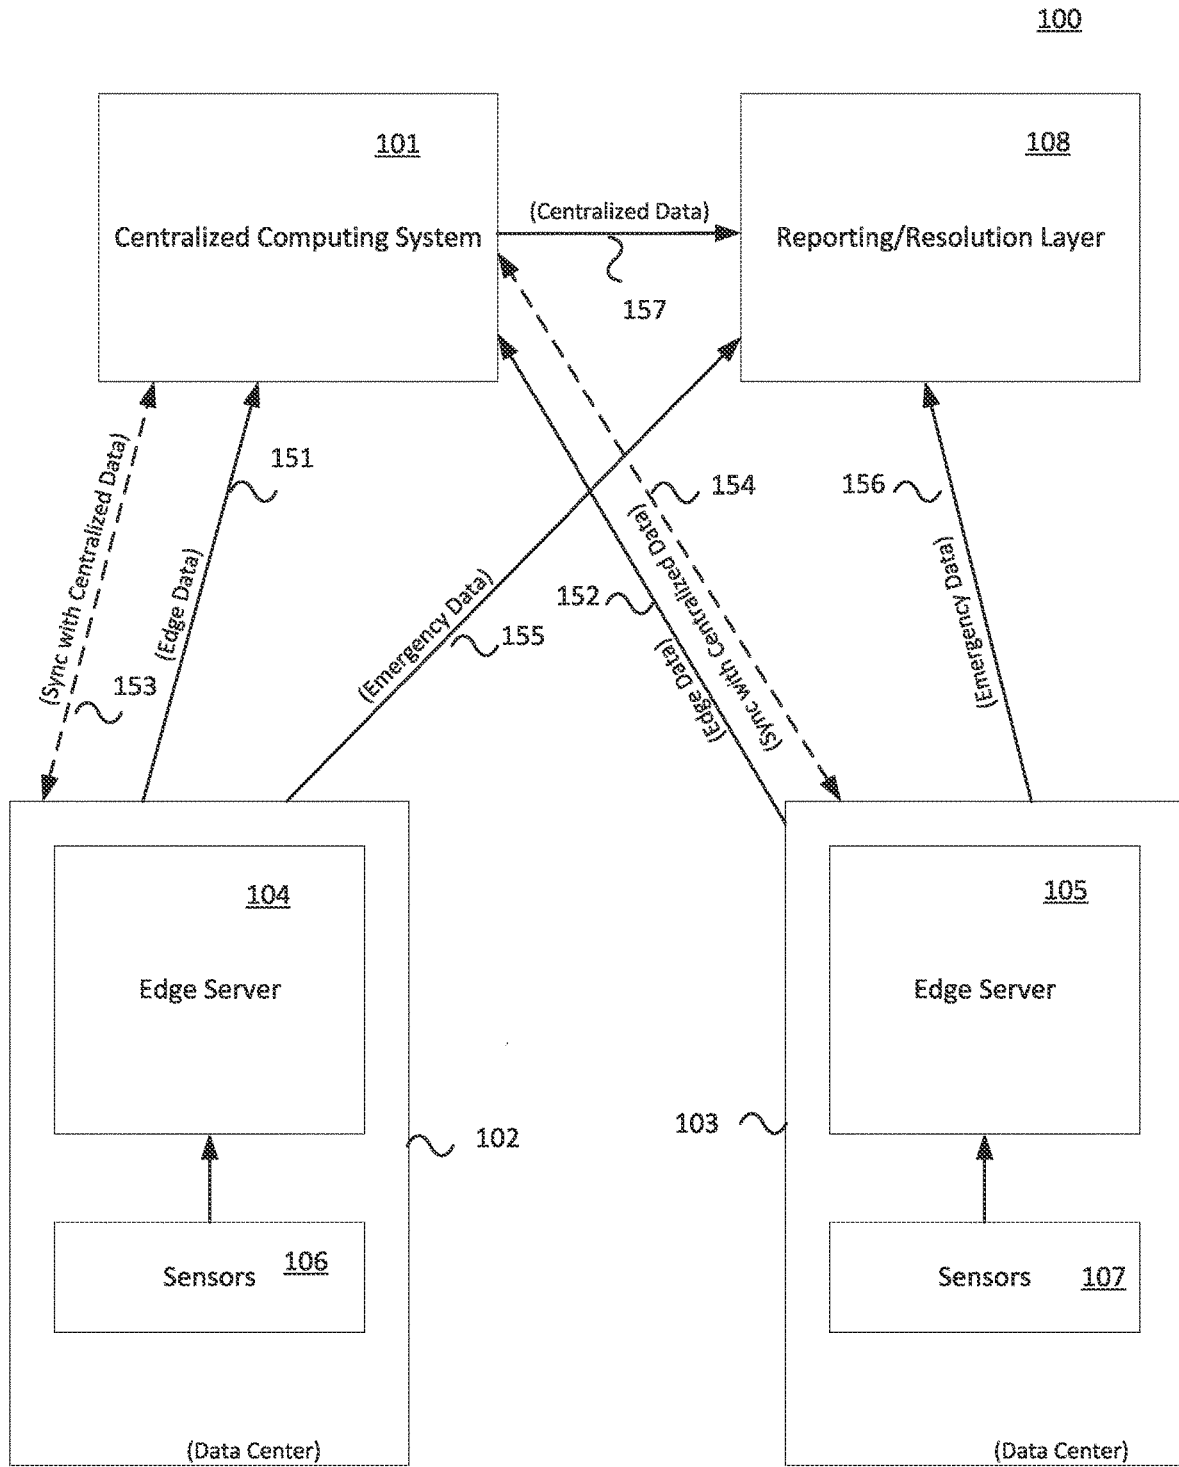 100
101
Centralized Computing System
108
Reporting/Resolution Layer
(Centralized Data)
157
151
154
156
(Sync with Centralized Data)
153
(Edge Data)
(Emergency Data)
155
152
(Edge Data)
(Sync with Centralized Data)
(Emergency Data)
104
Edge Server
105
Edge Server
102
103
106
Sensors
107
Sensors
(Data Center)
(Data Center)